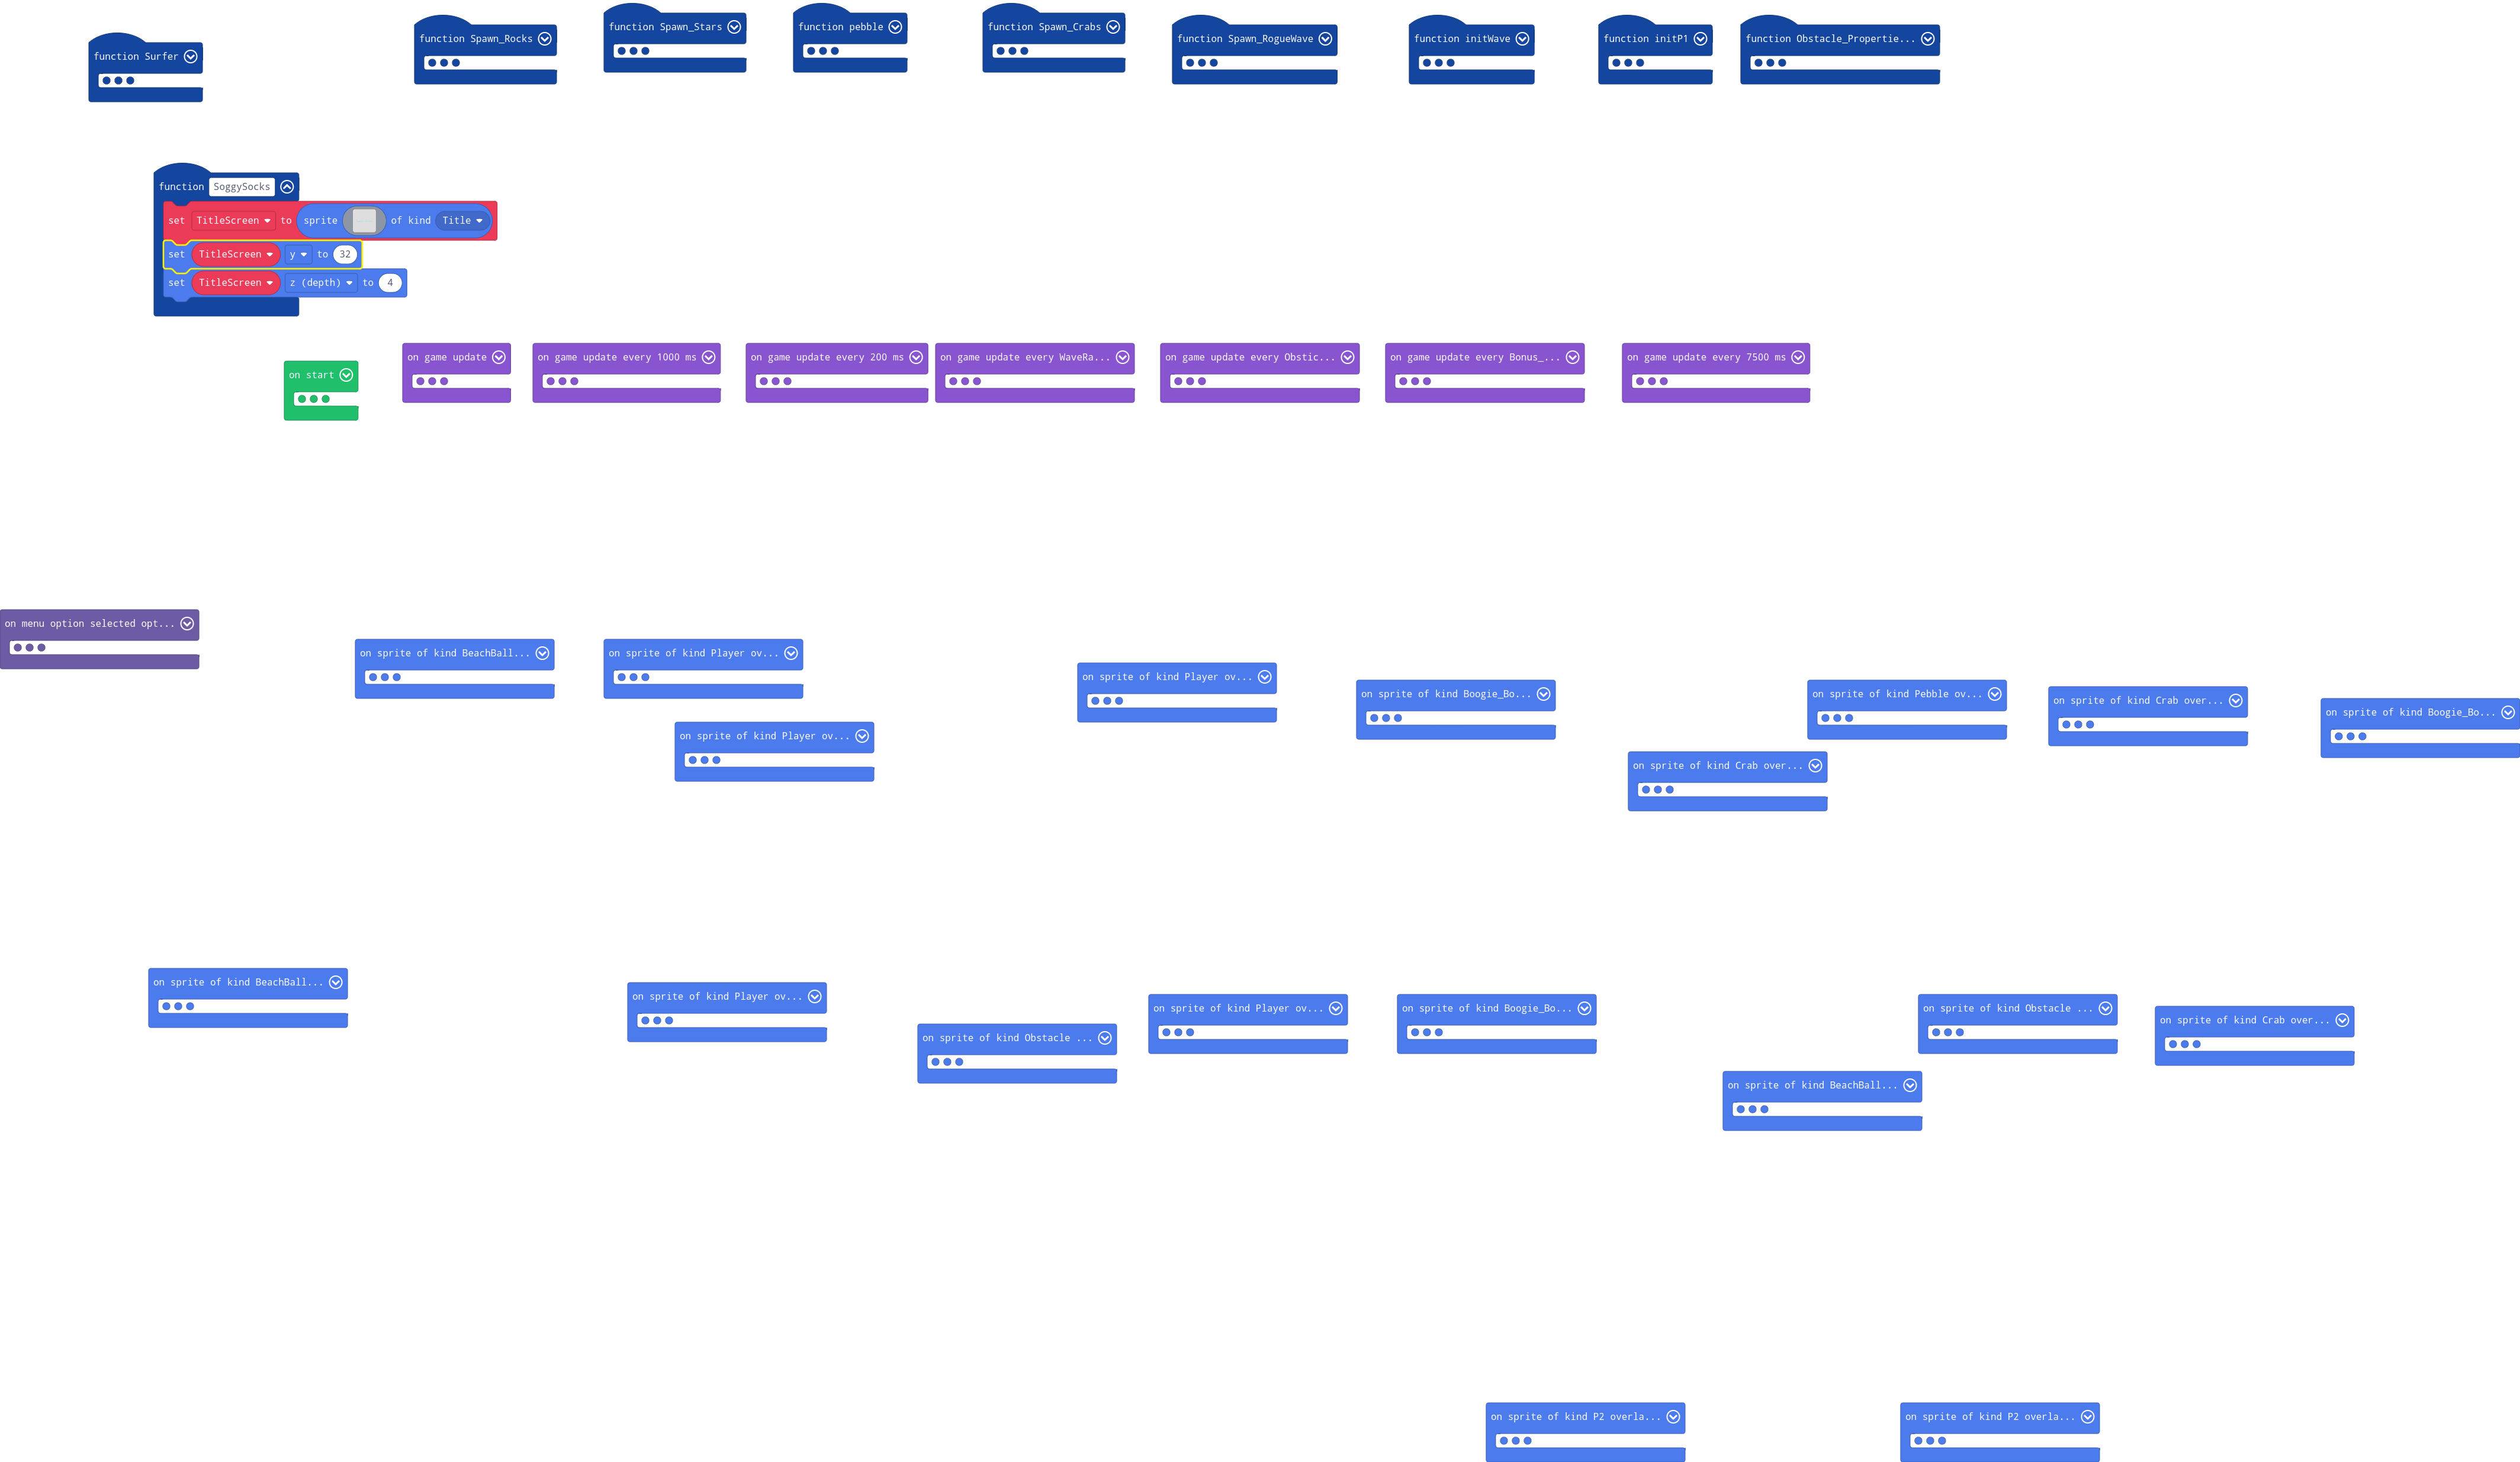 function Surfer
function Spawn_Rocks
function Spawn_Stars
function pebble
function Spawn_Crabs
function Spawn_RogueWave
function initWave
function initP1
function Obstacle_Propertie...
function SoggySocks
set TitleScreen to sprite of kind Title
set TitleScreen y to 32
set TitleScreen z (depth) to 4
on start
on game update
on game update every 1000 ms
on game update every 200 ms
on game update every WaveRa...
on game update every Obstic...
on game update every Bonus_...
on game update every 7500 ms
on menu option selected opt...
on sprite of kind BeachBall...
on sprite of kind Player ov...
on sprite of kind Player ov...
on sprite of kind Player ov...
on sprite of kind Boogie_Bo...
on sprite of kind Crab over...
on sprite of kind Pebble ov...
on sprite of kind Crab over...
on sprite of kind Boogie_Bo...
on sprite of kind BeachBall...
on sprite of kind Player ov...
on sprite of kind Obstacle ...
on sprite of kind Player ov...
on sprite of kind Boogie_Bo...
on sprite of kind BeachBall...
on sprite of kind Obstacle ...
on sprite of kind Crab over...
on sprite of kind P2 overla...
on sprite of kind P2 overla...